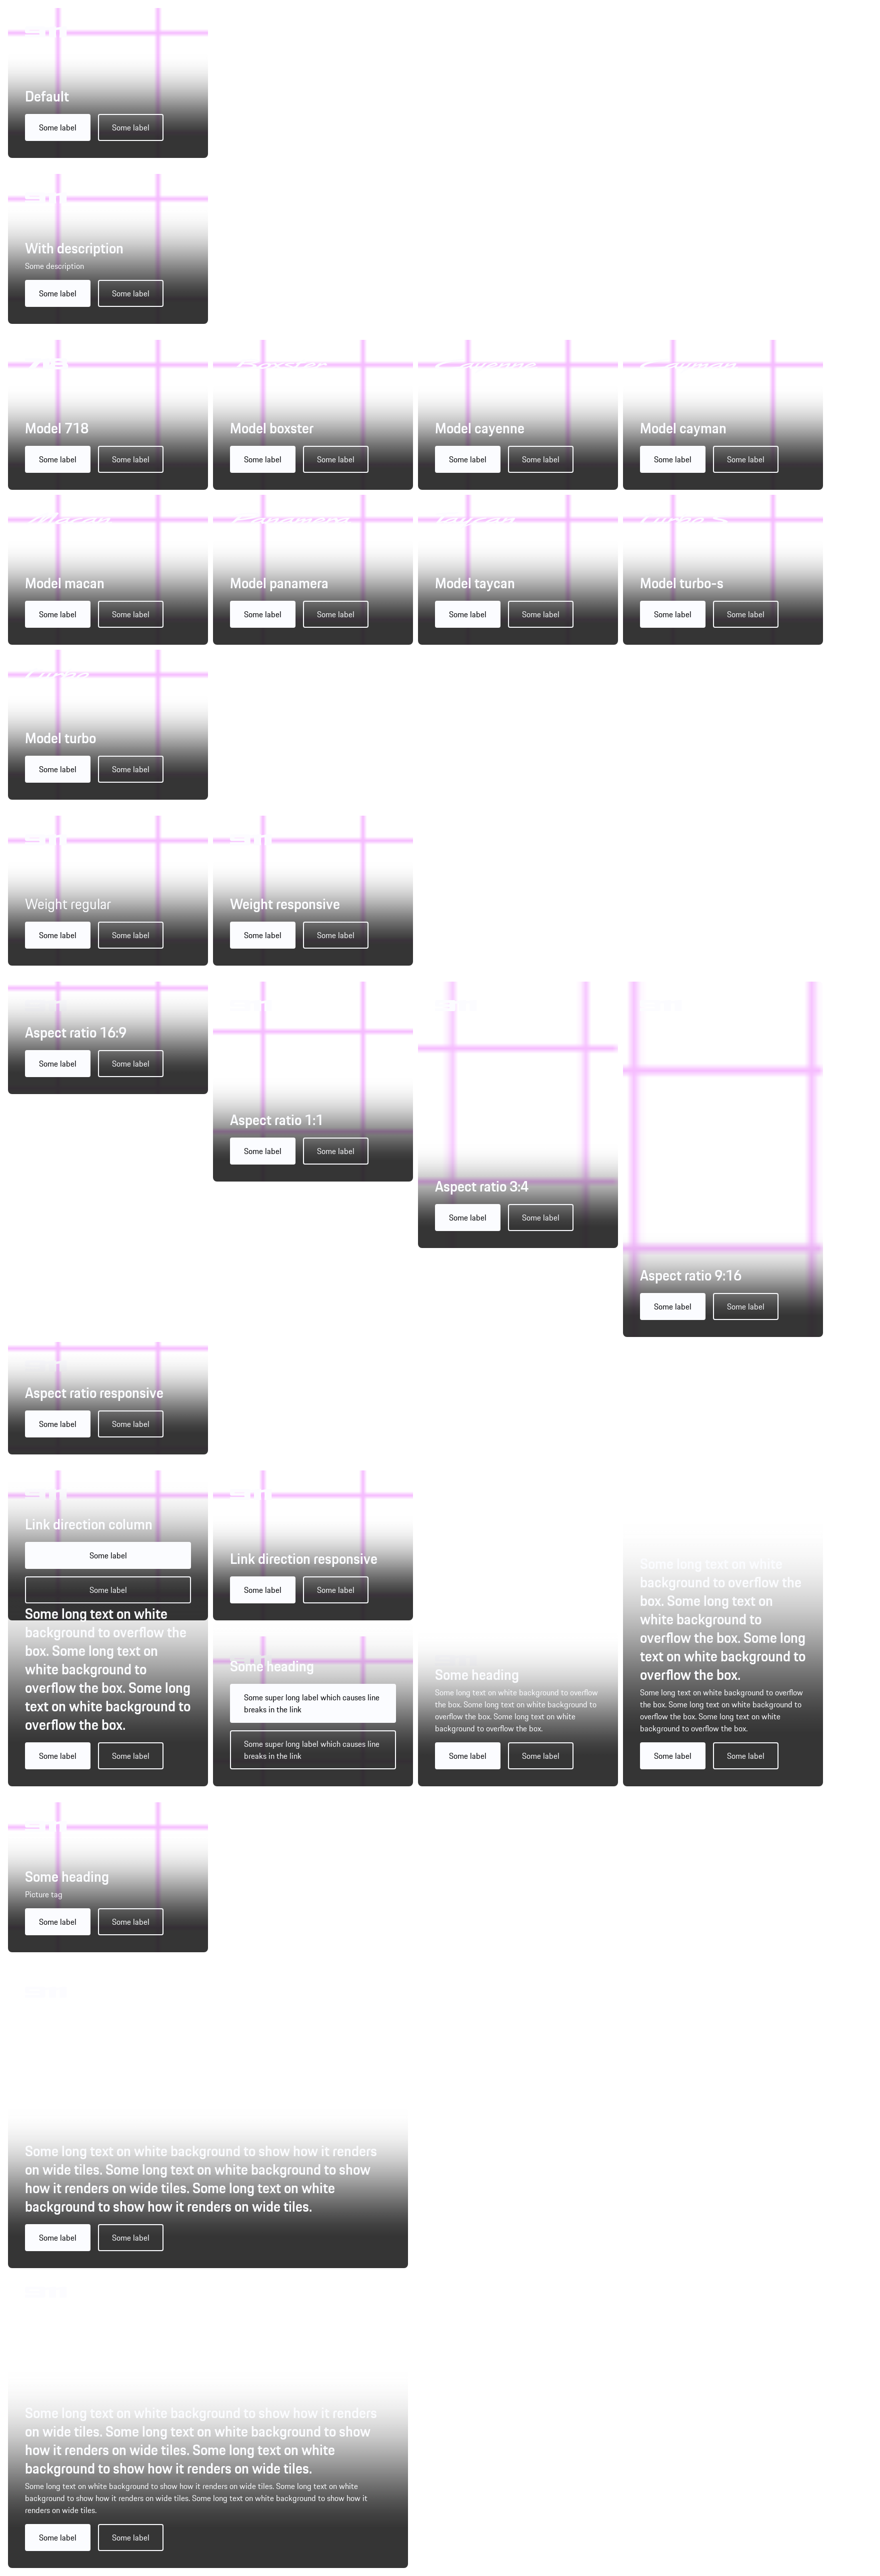 Default
Some label Some label
With description
Some description
Some label Some label
Boxster Cayenne Cayman
Model 718 Model boxster Model cayenne Model cayman
Some label Some label Some label Some label Some label Some label Some label Some label
Macan Panamera Taycan Turbo S
Model macan Model panamera Model taycan Model turbo-s
Some label Some label Some label Some label Some label Some label Some label Some label
Turbo
Model turbo
Some label Some label
Weight regular Weight responsive
Some label Some label Some label Some label
Aspect ratio 16:9
Some label Some label
Aspect ratio 1:1
Some label Some label
Aspect ratio 3:4
Some label Some label
Aspect ratio 9:16
Some label Some label
Aspect ratio responsive
Some label Some label
Link direction column
Some label
Some label
Link direction responsive
Some label Some label
Some long text on white
background to overflow the
box. Some long text on
white background to
overflow the box. Some long
text on white background to
overflow the box.
Some label Some label
Some heading
Some super long label which causes line
breaks in the link
Some super long label which causes line
breaks in the link
Some heading
Some long text on white background to overflow
the box. Some long text on white background to
overflow the box. Some long text on white
background to overflow the box.
Some label Some label
Some long text on white
background to overflow the
box. Some long text on
white background to
overflow the box. Some long
text on white background to
overflow the box.
Some long text on white background to overflow
the box. Some long text on white background to
overflow the box. Some long text on white
background to overflow the box.
Some label Some label
Some heading
Picture tag
Some label Some label
Some long text on white background to show how it renders
on wide tiles. Some long text on white background to show
how it renders on wide tiles. Some long text on white
background to show how it renders on wide tiles.
Some label Some label
Some long text on white background to show how it renders
on wide tiles. Some long text on white background to show
how it renders on wide tiles. Some long text on white
background to show how it renders on wide tiles.
Some long text on white background to show how it renders on wide tiles. Some long text on white
background to show how it renders on wide tiles. Some long text on white background to show how it
renders on wide tiles.
Some label Some label